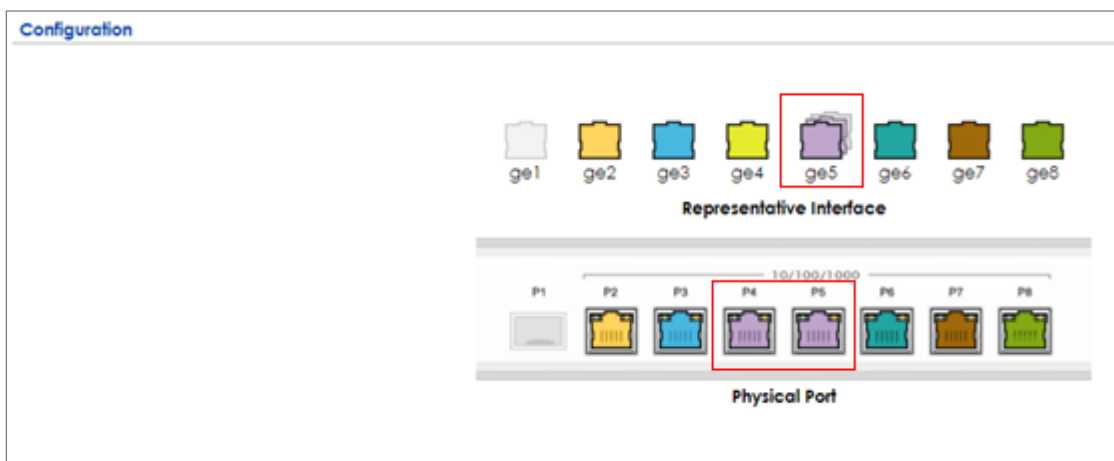 Configuration
ge1 ge2 ge3 ge4 ge5 ge6 ge7 ge8
Representative Interface
10/100/1000
P1 P2 P3 P4 P5 P6 P7 P8
Physical Port